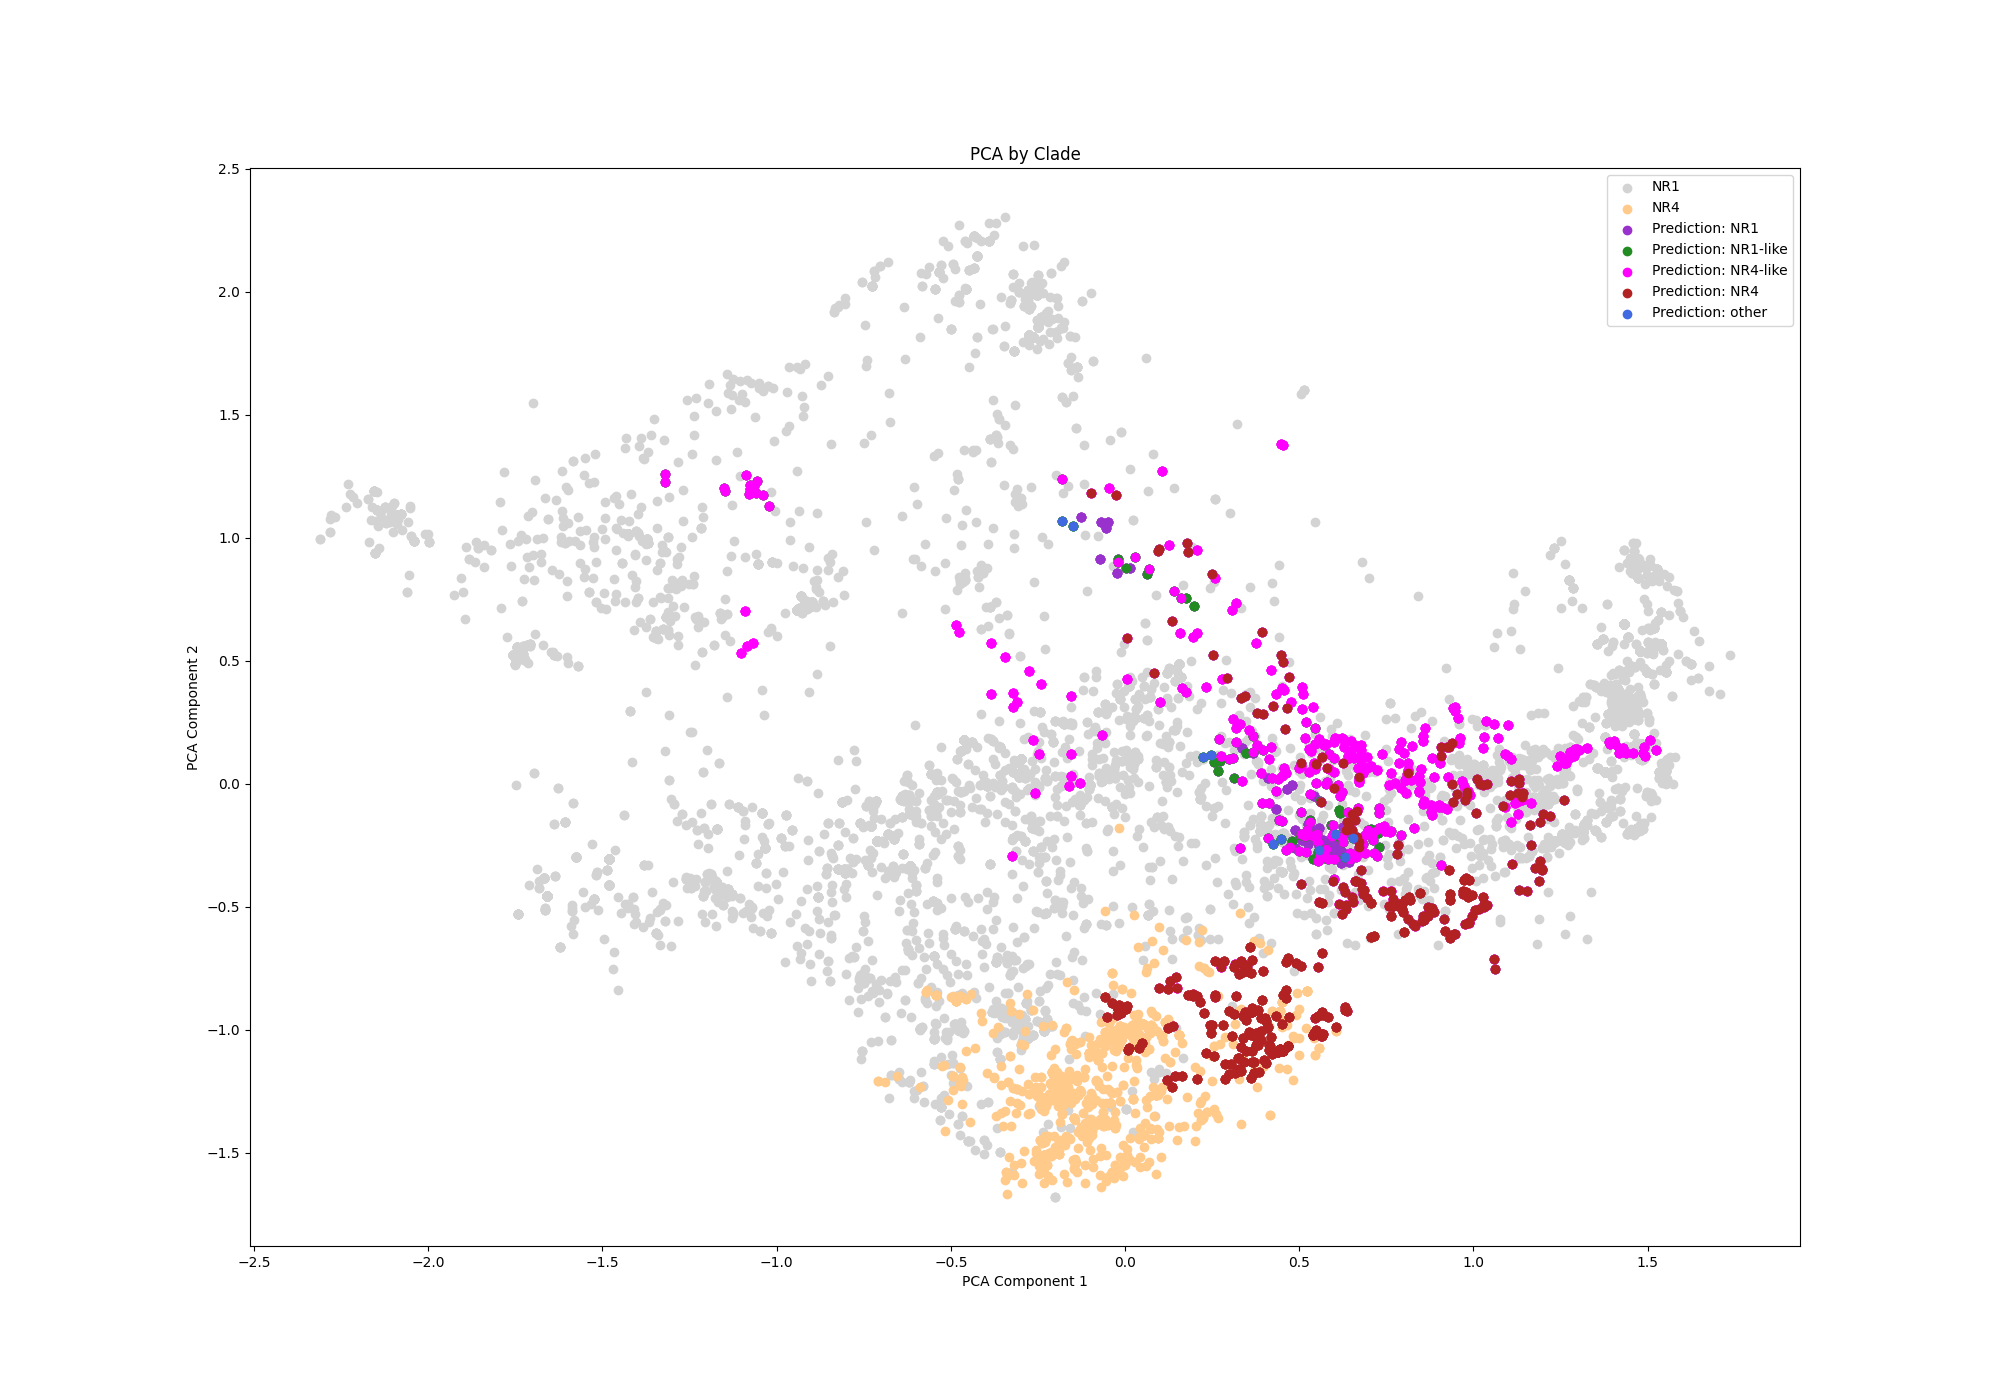 PCA by Clade
NR1
NR4
Prediction: NR1
Prediction: NR1-like
Prediction: NR4-like
Prediction: NR4
Prediction: other
2.5
2.0
1.5
1.0
0.5
0.0
−0.5
−1.0
−1.5
PCA Component 2
−2.5
−2.0
−1.5
−1.0
−0.5
0.0
0.5
1.0
1.5
PCA Component 1